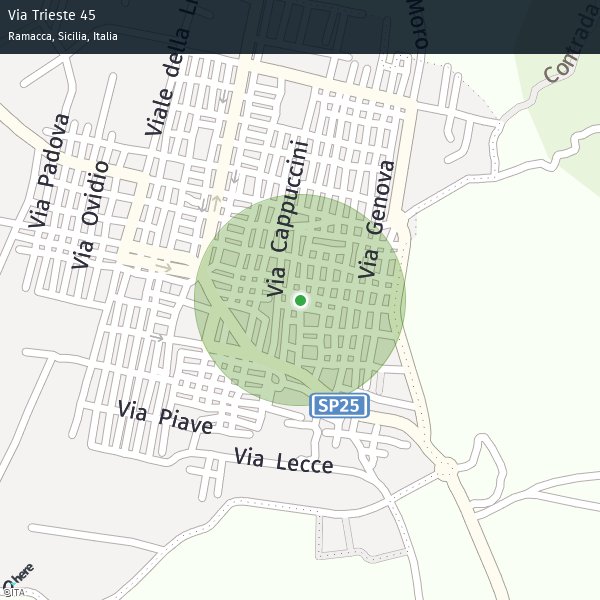 Via Trieste 45
Ramacca, Sicilia, Italia
Moro
Contrada
Viale della
Via Padova
Via Ovidio
Via Cappuccini
Via Genova
SP25
Via Piave
Via Lecce
here
©ITA